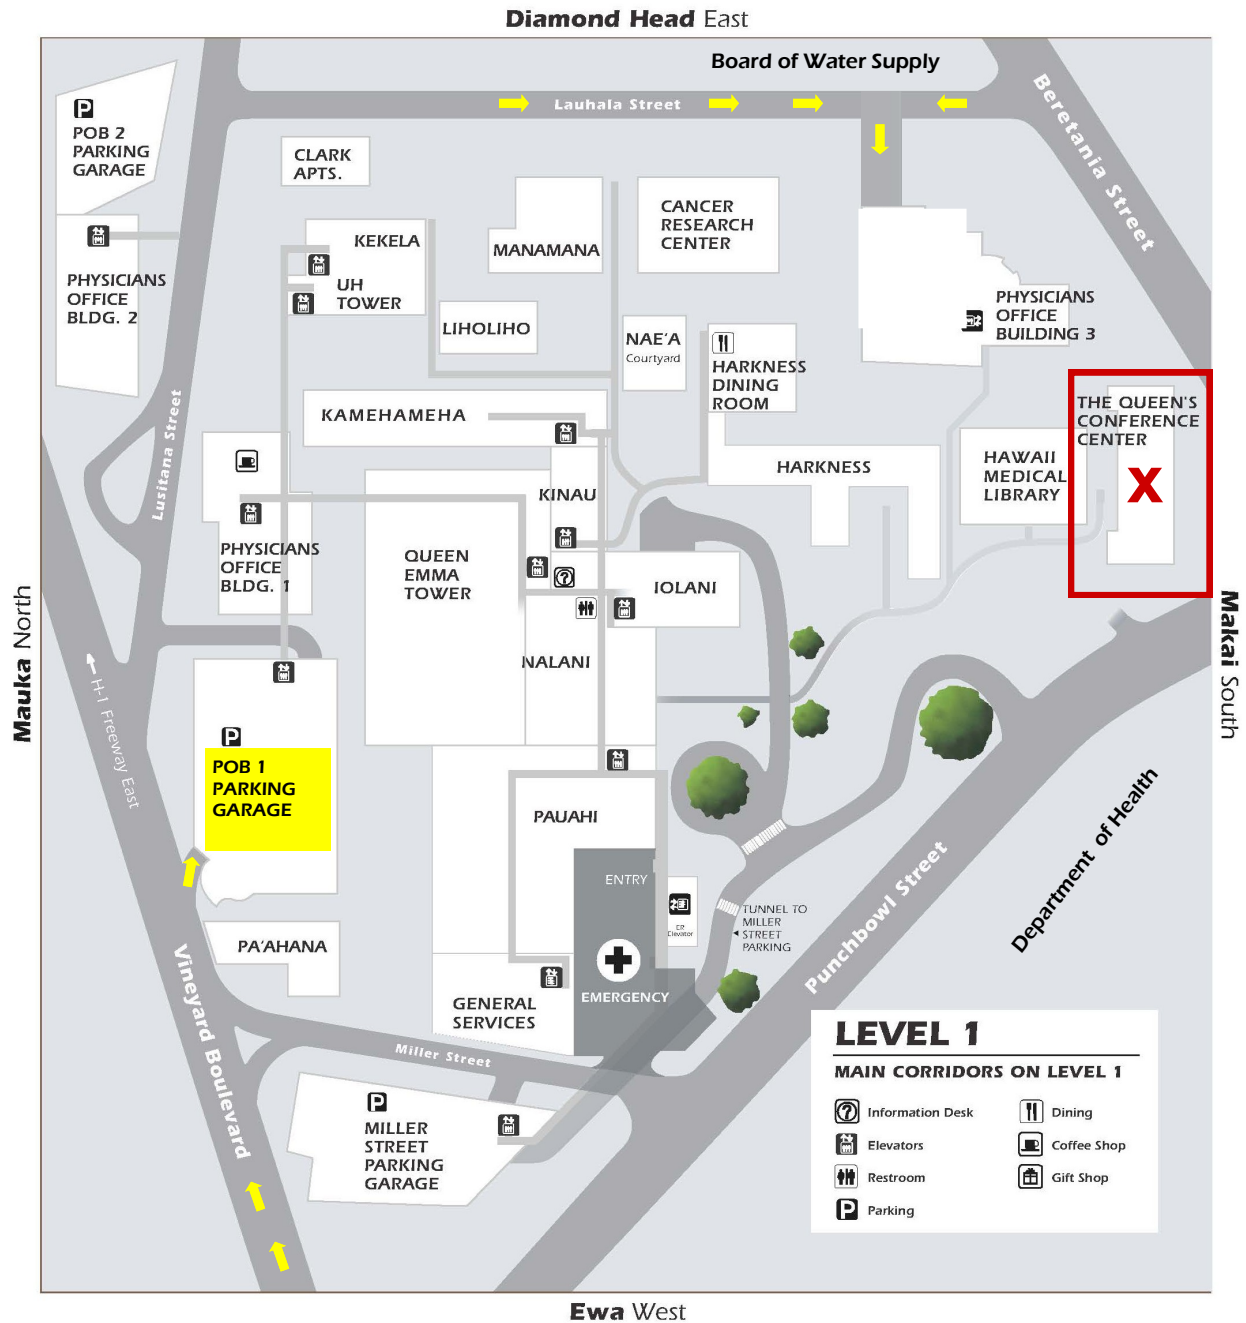 Diamond Head East
Board of Water Supply
Lauhala Street
Beretania Street
P
POB 2
PARKING
GARAGE
CLARK
APTS.
CANCER
RESEARCH
CENTER
MANAMANA
KEKELA
UH
TOWER
PHYSICIANS
OFFICE
BLDG. 2
PHYSICIANS
OFFICE
BUILDING 3
LIHOLIHO
NAE'A
Courtyard
HARKNESS
DINING
ROOM
Lusitana Street
KAMEHAMEHA
THE QUEEN'S
CONFERENCE
CENTER
X
HAWAII
MEDICAL
LIBRARY
HARKNESS
KINAU
PHYSICIANS
OFFICE
BLDG. 1
QUEEN
EMMA
TOWER
?
IOLANI
NALANI
Mauka North
Makai South
H-1 Freeway East
P
POB 1
PARKING
GARAGE
PAUAHI
ENTRY
ER
Elevator
TUNNEL TO
MILLER
STREET
PARKING
Punchbowl Street
Department of Health
PA'AHANA
Vineyard Boulevard
EMERGENCY
GENERAL
SERVICES
Miller Street
P
MILLER
STREET
PARKING
GARAGE
LEVEL 1
MAIN CORRIDORS ON LEVEL 1
? Information Desk
Dining
Elevators
Coffee Shop
Restroom
Gift Shop
P Parking
Ewa West